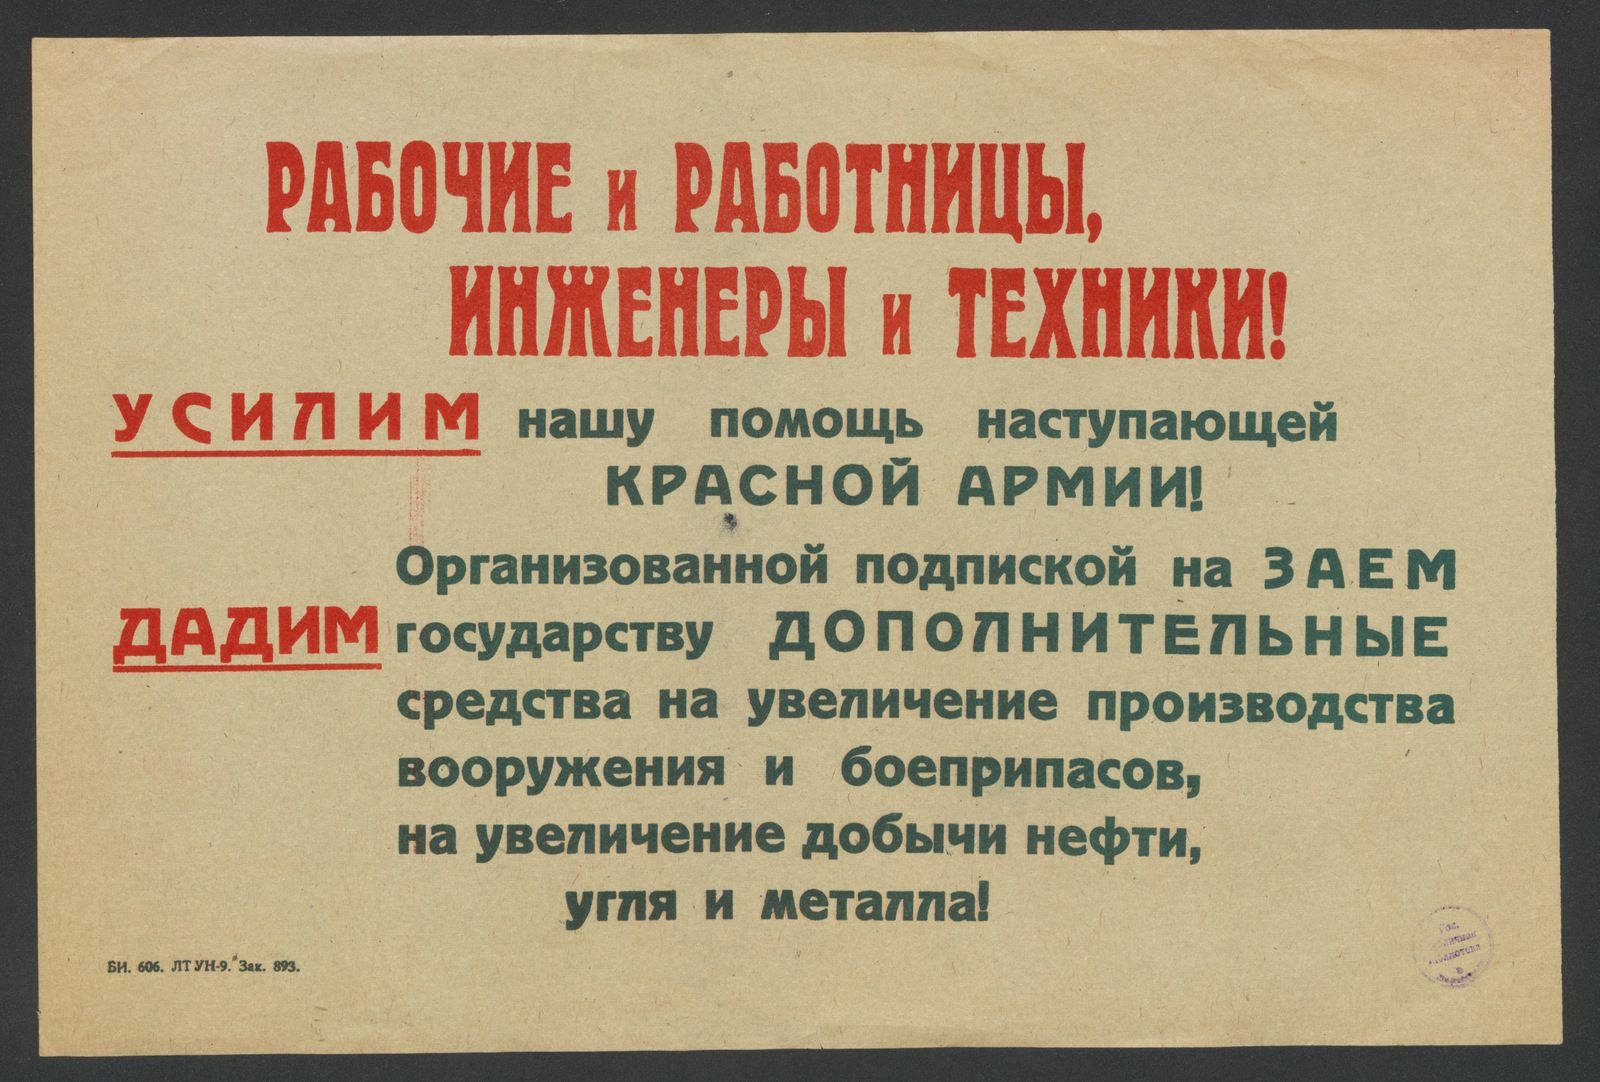 РАБОЧИЕ и РАБОТНИЦЫ,
ИНЖЕНЕРЫ и ТЕХНИКИ!
УСИЛИМ нашу помощь наступающей
КРАСНОЙ АРМИИ!
Организованной подпиской на ЗАЕМ
ДАДИМ государству ДОПОЛНИТЕЛЬНЫЕ
средства на увеличение производства
вооружения и боеприпасов,
на увеличение добычи нефти,
угля и металла!
БИ. 606. ЛТ УН-9. Зак. 893.
Гос.
в